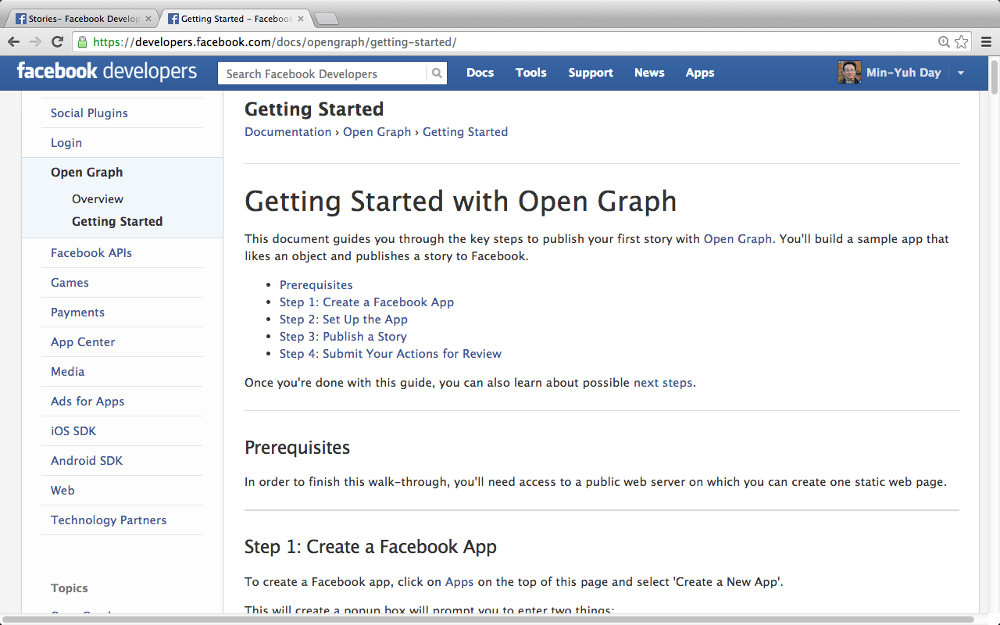 Stories- Facebook Develop
Getting Started - Facebook
https://developers.facebook.com/docs/opengraph/getting-started/
facebook developers
Search Facebook Developers
Docs
Tools
Support
News
Apps
Min-Yuh Day
Social Plugins
Login
Open Graph
Overview
Getting Started
Facebook APIs
Games
Payments
App Center
Media
Ads for Apps
iOS SDK
Android SDK
Web
Technology Partners
Topics
Getting Started
Documentation › Open Graph › Getting Started
Getting Started with Open Graph
This document guides you through the key steps to publish your first story with Open Graph. You'll build a sample app that
likes an object and publishes a story to Facebook.
• Prerequisites
• Step 1: Create a Facebook App
• Step 2: Set Up the App
• Step 3: Publish a Story
• Step 4: Submit Your Actions for Review
Once you're done with this guide, you can also learn about possible next steps.
Prerequisites
In order to finish this walk-through, you'll need access to a public web server on which you can create one static web page.
Step 1: Create a Facebook App
To create a Facebook app, click on Apps on the top of this page and select 'Create a New App'.
This will create a popup box will prompt you to enter two things: